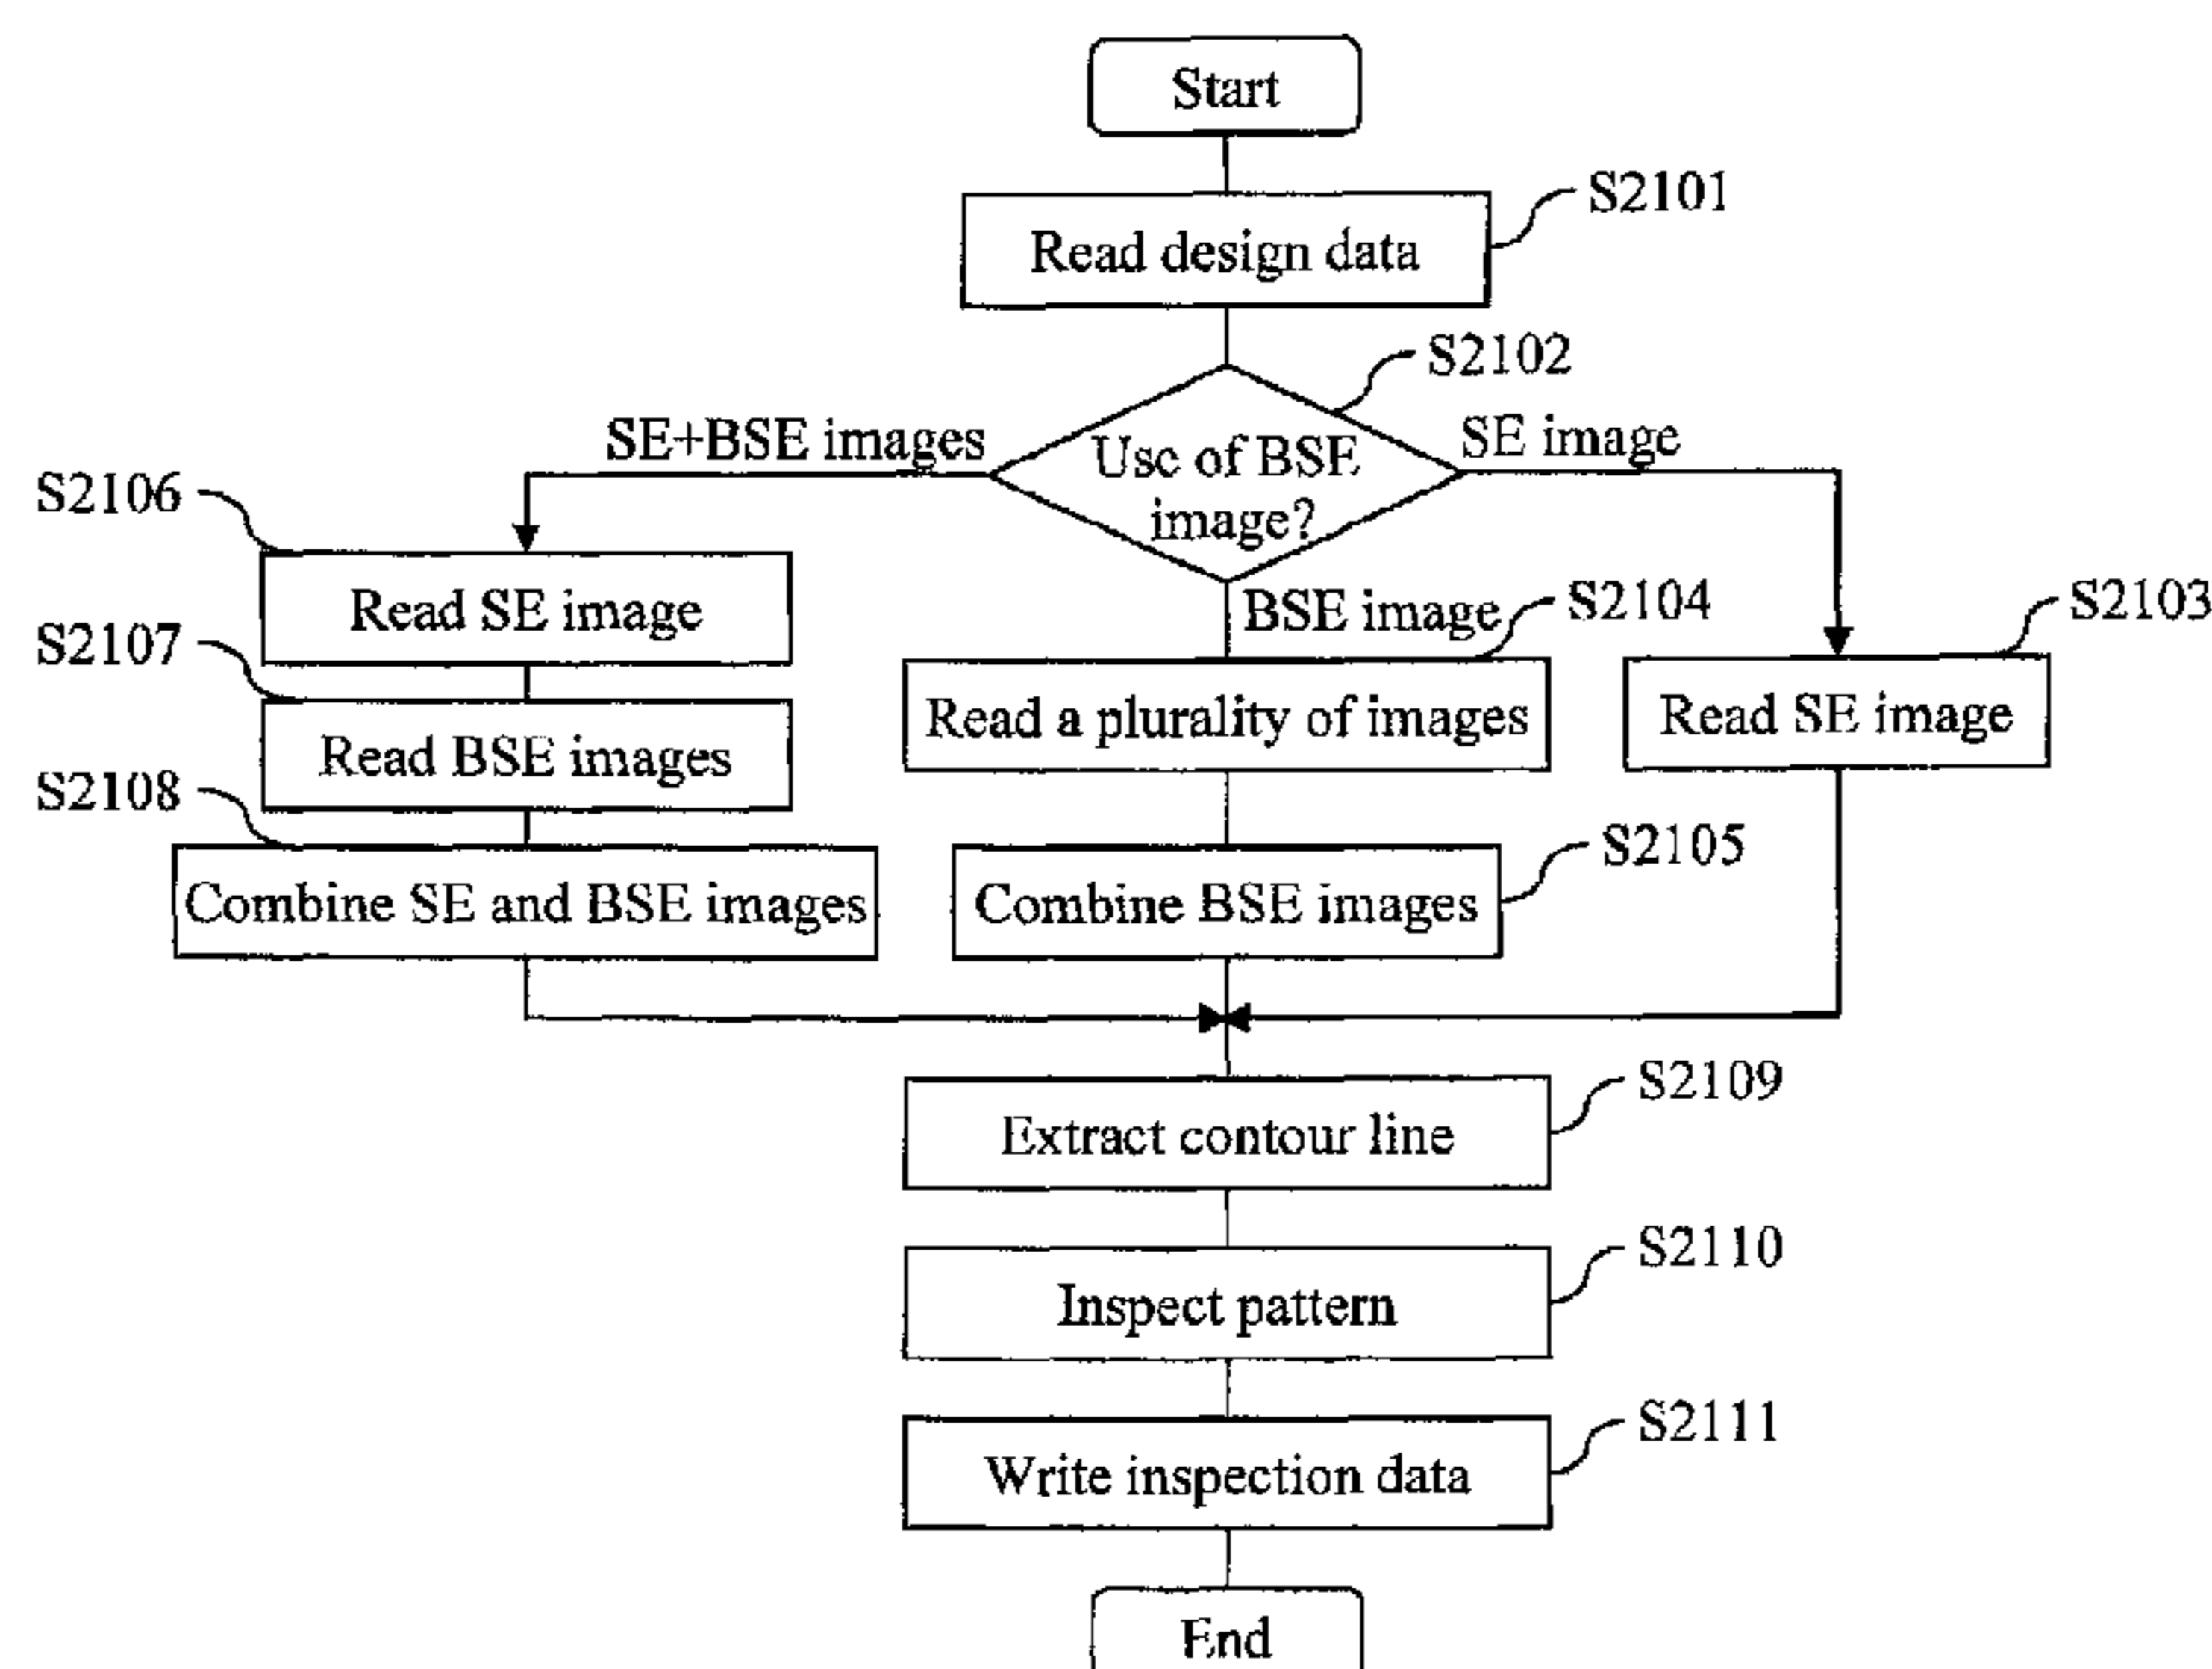 Start
S2101
Read design data
S2102
SE+BSE images
SE image
Use of BSE
image?
S2106
Read SE image
S2107
Read BSE images
S2108
Combine SE and BSE images
BSE image
S2104
Read a plurality of images
S2105
Combine BSE images
S2103
Read SE image
S2109
Extract contour line
S2110
Inspect pattern
S2111
Write inspection data
End